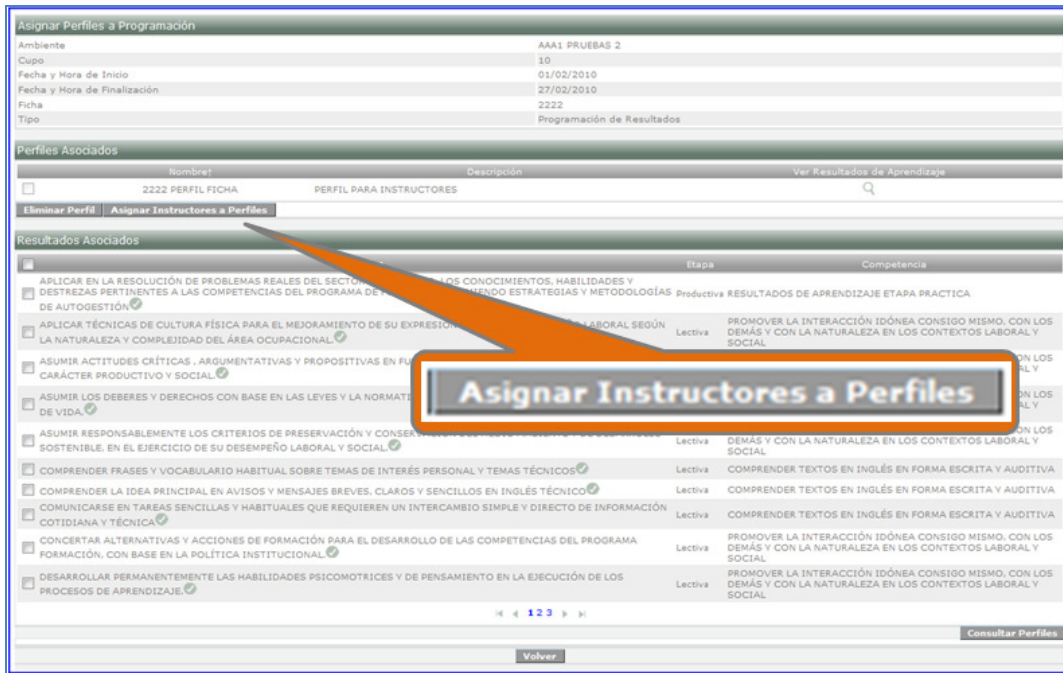 Asignar Perfiles a Programación
Ambiente AAA1 PRUEBAS 2
Cupo 10
Fecha y Hora de Inicio 01/02/2010
Fecha y Hora de Finalización 27/02/2010
Ficha 2222
Tipo Programación de Resultados
Perfiles Asociados
Nombre† Descripción Ver Resultados de Aprendizaje
2222 PERFIL FICHA PERFIL PARA INSTRUCTORES
Eliminar Perfil Asignar Instructores a Perfiles
Resultados Asociados
Etapa Competencia
APLICAR EN LA RESOLUCIÓN DE PROBLEMAS REALES DEL SECTOR LOS CONOCIMIENTOS, HABILIDADES Y
DESTREZAS PERTINENTES A LAS COMPETENCIAS DEL PROGRAMA DE ESTRATEGIAS Y METODOLOGÍAS Productiva RESULTADOS DE APRENDIZAJE ETAPA PRACTICA
DE AUTOGESTIÓN
APLICAR TÉCNICAS DE CULTURA FÍSICA PARA EL MEJORAMIENTO DE SU EXPRESIÓN LABORAL SEGÚN
LA NATURALEZA Y COMPLEJIDAD DEL ÁREA OCUPACIONAL.
Lectiva
PROMOVER LA INTERACCIÓN IDÓNEA CONSIGO MISMO, CON LOS
DEMÁS Y CON LA NATURALEZA EN LOS CONTEXTOS LABORAL Y
SOCIAL
ASUMIR ACTITUDES CRÍTICAS , ARGUMENTATIVAS Y PROPOSITIVAS EN
CARÁCTER PRODUCTIVO Y SOCIAL.
ON LOS
AL Y
Asignar Instructores a Perfiles
ASUMIR LOS DEBERES Y DERECHOS CON BASE EN LAS LEYES Y LA
DE VIDA.
ON LOS
AL Y
ASUMIR RESPONSABLEMENTE LOS CRITERIOS DE PRESERVACIÓN Y
SOSTENIBLE, EN EL EJERCICIO DE SU DESEMPEÑO LABORAL Y SOCIAL.
Lectiva
ON LOS
DEMÁS Y CON LA NATURALEZA EN LOS CONTEXTOS LABORAL Y
SOCIAL
COMPRENDER FRASES Y VOCABULARIO HABITUAL SOBRE TEMAS DE INTERÉS PERSONAL Y TEMAS TÉCNICOS Lectiva COMPRENDER TEXTOS EN INGLÉS EN FORMA ESCRITA Y AUDITIVA
COMPRENDER LA IDEA PRINCIPAL EN AVISOS Y MENSAJES BREVES, CLAROS Y SENCILLOS EN INGLÉS TÉCNICO Lectiva COMPRENDER TEXTOS EN INGLÉS EN FORMA ESCRITA Y AUDITIVA
COMUNICARSE EN TAREAS SENCILLAS Y HABITUALES QUE REQUIEREN UN INTERCAMBIO SIMPLE Y DIRECTO DE INFORMACIÓN
COTIDIANA Y TÉCNICA
Lectiva COMPRENDER TEXTOS EN INGLÉS EN FORMA ESCRITA Y AUDITIVA
CONCERTAR ALTERNATIVAS Y ACCIONES DE FORMACIÓN PARA EL DESARROLLO DE LAS COMPETENCIAS DEL PROGRAMA
FORMACIÓN, CON BASE EN LA POLÍTICA INSTITUCIONAL.
Lectiva
PROMOVER LA INTERACCIÓN IDÓNEA CONSIGO MISMO, CON LOS
DEMÁS Y CON LA NATURALEZA EN LOS CONTEXTOS LABORAL Y
SOCIAL
DESARROLLAR PERMANENTEMENTE LAS HABILIDADES PSICOMOTRICES Y DE PENSAMIENTO EN LA EJECUCIÓN DE LOS
PROCESOS DE APRENDIZAJE.
Lectiva
PROMOVER LA INTERACCIÓN IDÓNEA CONSIGO MISMO, CON LOS
DEMÁS Y CON LA NATURALEZA EN LOS CONTEXTOS LABORAL Y
SOCIAL
1 2 3
Consultar Perfiles
Volver